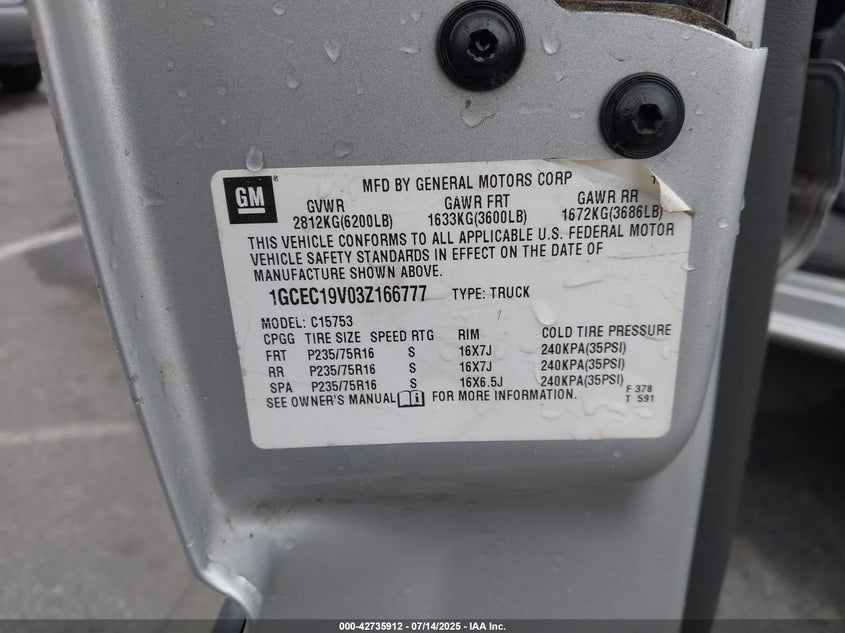 GM
MFD BY GENERAL MOTORS CORP
GVWR GAWR FRT GAWR RR
2812KG(6200LB) 1633KG(3600LB) 1672KG(3686LB)
THIS VEHICLE CONFORMS TO ALL APPLICABLE U.S. FEDERAL MOTOR
VEHICLE SAFETY STANDARDS IN EFFECT ON THE DATE OF
MANUFACTURE SHOWN ABOVE.
1GCEC19V03Z166777 TYPE: TRUCK
MODEL: C15753
CPGG TIRE SIZE SPEED RTG RIM COLD TIRE PRESSURE
FRT P235/75R16 S 16X7J 240KPA(35PSI)
RR P235/75R16 S 16X7J 240KPA(35PSI)
SPA P235/75R16 S 16X6.5J 240KPA(35PSI)
SEE OWNER'S MANUAL FOR MORE INFORMATION.
F 378
T 591
000-42735912 / 07/14/2025 - IAA Inc.